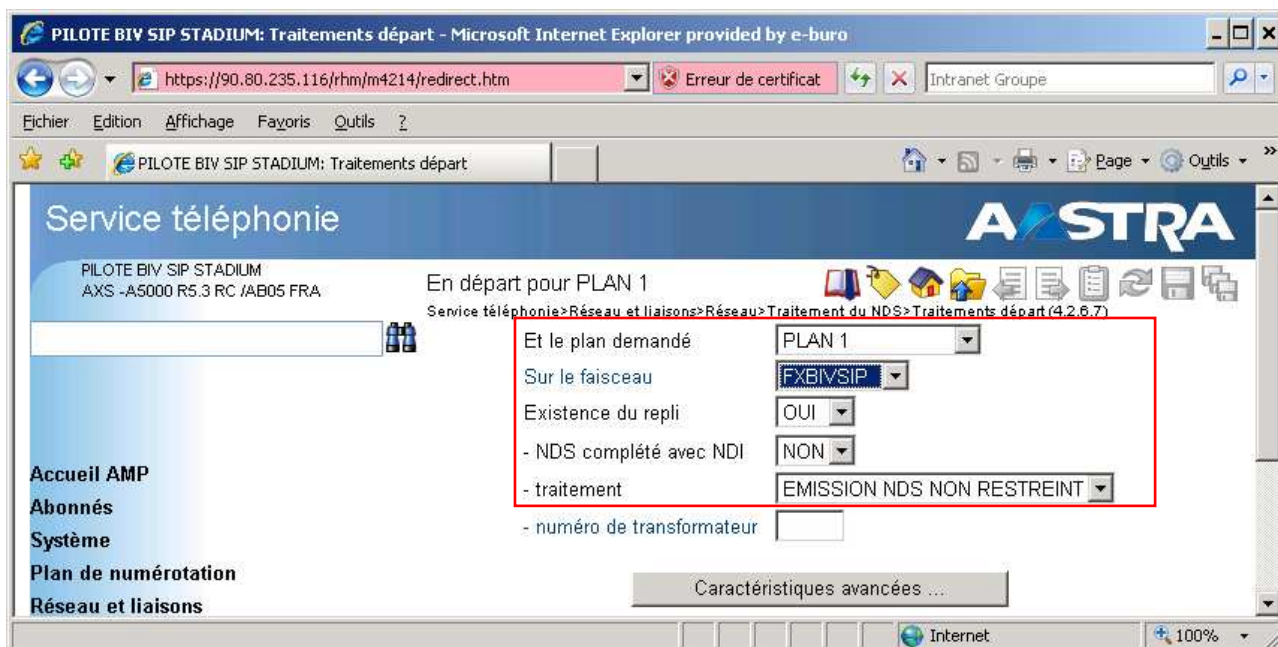 PILOTE BIV SIP STADIUM: Traitements départ - Microsoft Internet Explorer provided by e-buro
https://90.80.235.116/rhm/m4214/redirect.htm Erreur de certificat Intranet Groupe
Eichier Edition Affichage Favoris Outils ?
PILOTE BIV SIP STADIUM: Traitements départ Page Outils »
Service téléphonie AASTRA
PILOTE BIV SIP STADIUM
AXS -A5000 R5.3 RC /AB05 FRA
En départ pour PLAN 1
Service téléphonie>Réseau et liaisons>Réseau>Traitement du NDS>Traitements départ (4.2.6.7)
Et le plan demandé PLAN 1
Sur le faisceau FXBIVSIP
Existence du repli OUI
- NDS complété avec NDI NON
- traitement EMISSION NDS NON RESTREINT
- numéro de transformateur
Caractéristiques avancées ...
Accueil AMP
Abonnés
Système
Plan de numérotation
Réseau et liaisons
Internet 100%